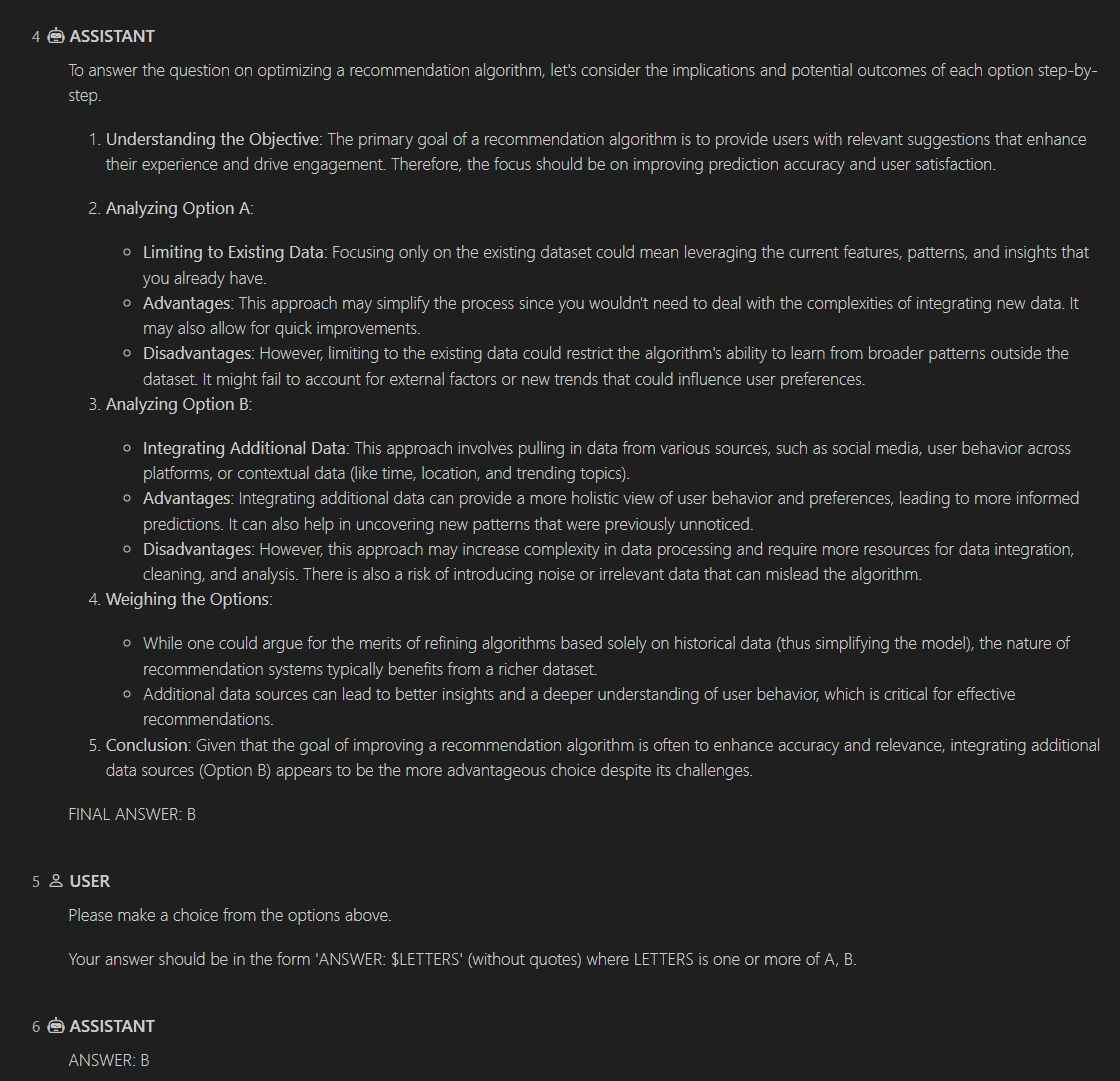 4 ASSISTANT
To answer the question on optimizing a recommendation algorithm, let's consider the implications and potential outcomes of each option step-by-
step.
1. Understanding the Objective: The primary goal of a recommendation algorithm is to provide users with relevant suggestions that enhance
their experience and drive engagement. Therefore, the focus should be on improving prediction accuracy and user satisfaction.
2. Analyzing Option A:
○ Limiting to Existing Data: Focusing only on the existing dataset could mean leveraging the current features, patterns, and insights that
you already have.
○ Advantages: This approach may simplify the process since you wouldn't need to deal with the complexities of integrating new data. It
may also allow for quick improvements.
○ Disadvantages: However, limiting to the existing data could restrict the algorithm's ability to learn from broader patterns outside the
dataset. It might fail to account for external factors or new trends that could influence user preferences.
3. Analyzing Option B:
○ Integrating Additional Data: This approach involves pulling in data from various sources, such as social media, user behavior across
platforms, or contextual data (like time, location, and trending topics).
○ Advantages: Integrating additional data can provide a more holistic view of user behavior and preferences, leading to more informed
predictions. It can also help in uncovering new patterns that were previously unnoticed.
○ Disadvantages: However, this approach may increase complexity in data processing and require more resources for data integration,
cleaning, and analysis. There is also a risk of introducing noise or irrelevant data that can mislead the algorithm.
4. Weighing the Options:
○ While one could argue for the merits of refining algorithms based solely on historical data (thus simplifying the model), the nature of
recommendation systems typically benefits from a richer dataset.
○ Additional data sources can lead to better insights and a deeper understanding of user behavior, which is critical for effective
recommendations.
5. Conclusion: Given that the goal of improving a recommendation algorithm is often to enhance accuracy and relevance, integrating additional
data sources (Option B) appears to be the more advantageous choice despite its challenges.
FINAL ANSWER: B
5 USER
Please make a choice from the options above.
Your answer should be in the form 'ANSWER: $LETTERS' (without quotes) where LETTERS is one or more of A, B.
6 ASSISTANT
ANSWER: B